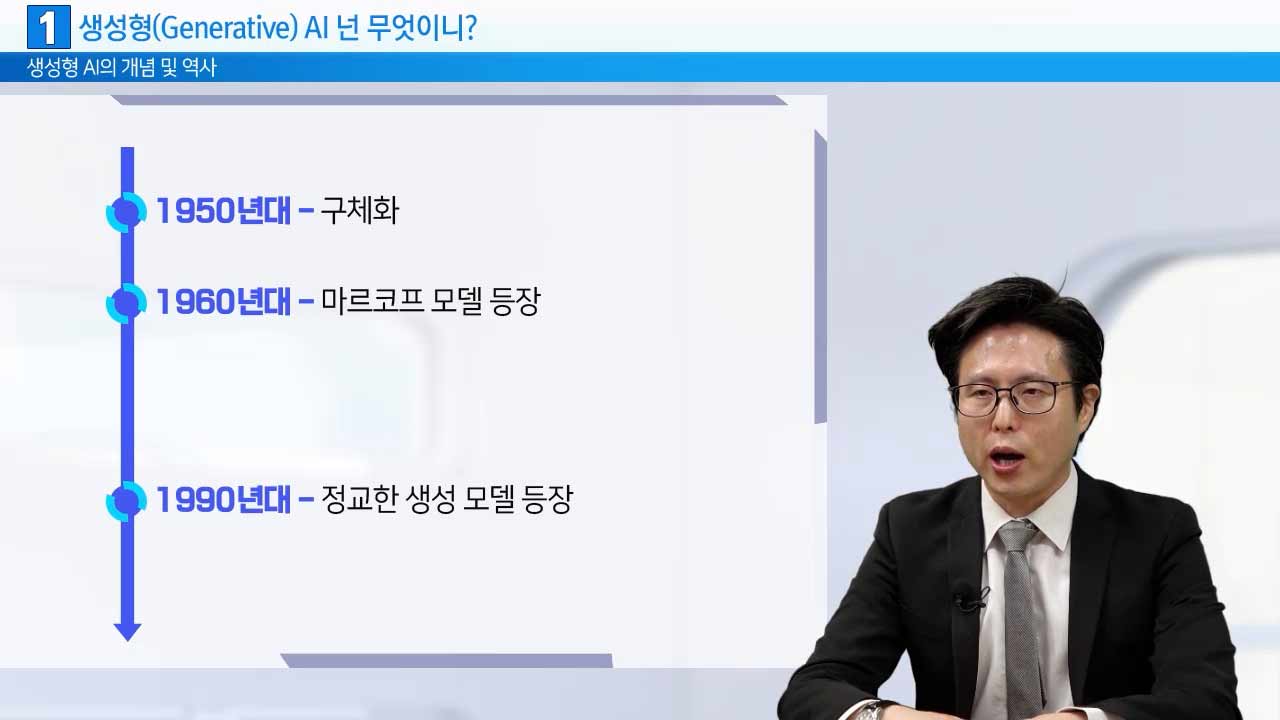 1 생성형(Generative) AI 넌 무엇이니?
생성형 AI의 개념 및 역사
1950년대 – 구체화
1960년대 – 마르코프 모델 등장
1990년대 – 정교한 생성 모델 등장